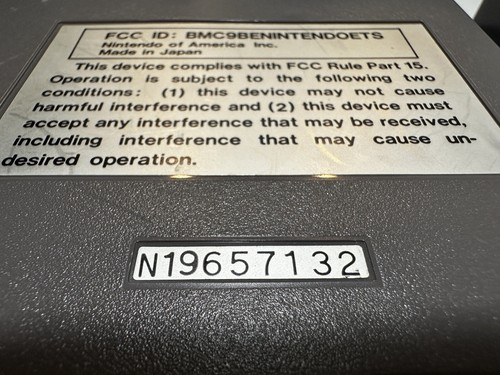 FCC ID: BMC9BENINTENDOETS
Nintendo of America Inc.
Made in Japan
This device complies with FCC Rule Part 15.
Operation is subject to the following two
conditions: (1) this device may not cause
harmful interference and (2) this device must
accept any interference that may be received,
including interference that may cause un-
desired operation.
N19657132